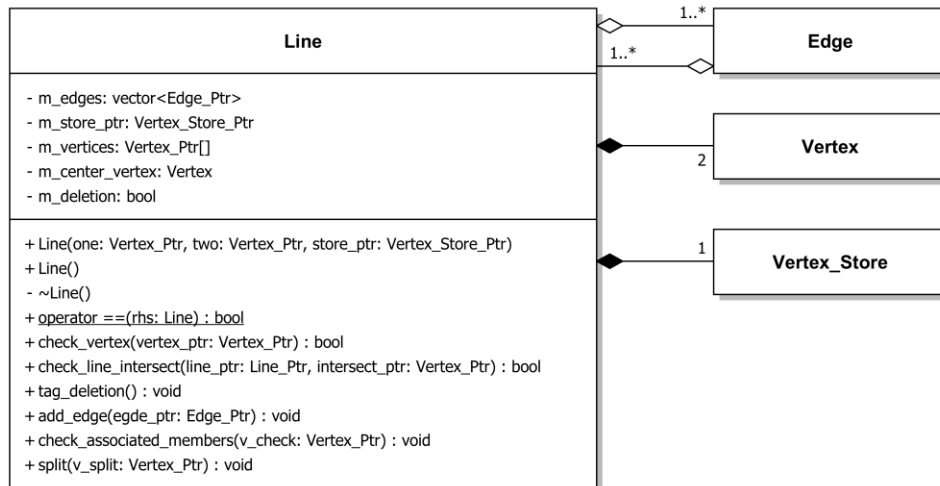 Line
- m_edges: vector<Edge_Ptr>
- m_store_ptr: Vertex_Store_Ptr
- m_vertices: Vertex_Ptr[]
- m_center_vertex: Vertex
- m_deletion: bool
+ Line(one: Vertex_Ptr, two: Vertex_Ptr, store_ptr: Vertex_Store_Ptr)
+ Line()
- ~Line()
+ operator ==(rhs: Line) : bool
+ check_vertex(vertex_ptr: Vertex_Ptr) : bool
+ check_line_intersect(line_ptr: Line_Ptr, intersect_ptr: Vertex_Ptr) : bool
+ tag_deletion() : void
+ add_edge(egde_ptr: Edge_Ptr) : void
+ check_associated_members(v_check: Vertex_Ptr) : void
+ split(v_split: Vertex_Ptr) : void
1..*
1..*
Edge
2
Vertex
1
Vertex_Store